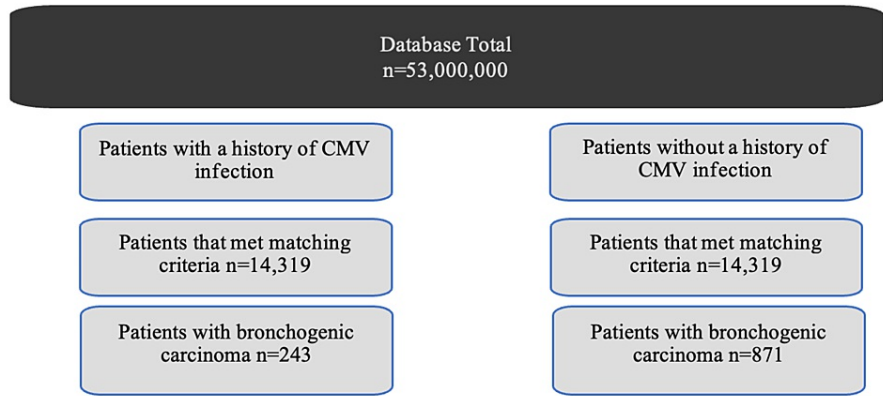 Database Total
n=53,000,000
Patients with a history of CMV
infection
Patients without a history of
CMV infection
Patients that met matching
criteria n=14,319
Patients that met matching
criteria n=14,319
Patients with bronchogenic
carcinoma n=243
Patients with bronchogenic
carcinoma n=871